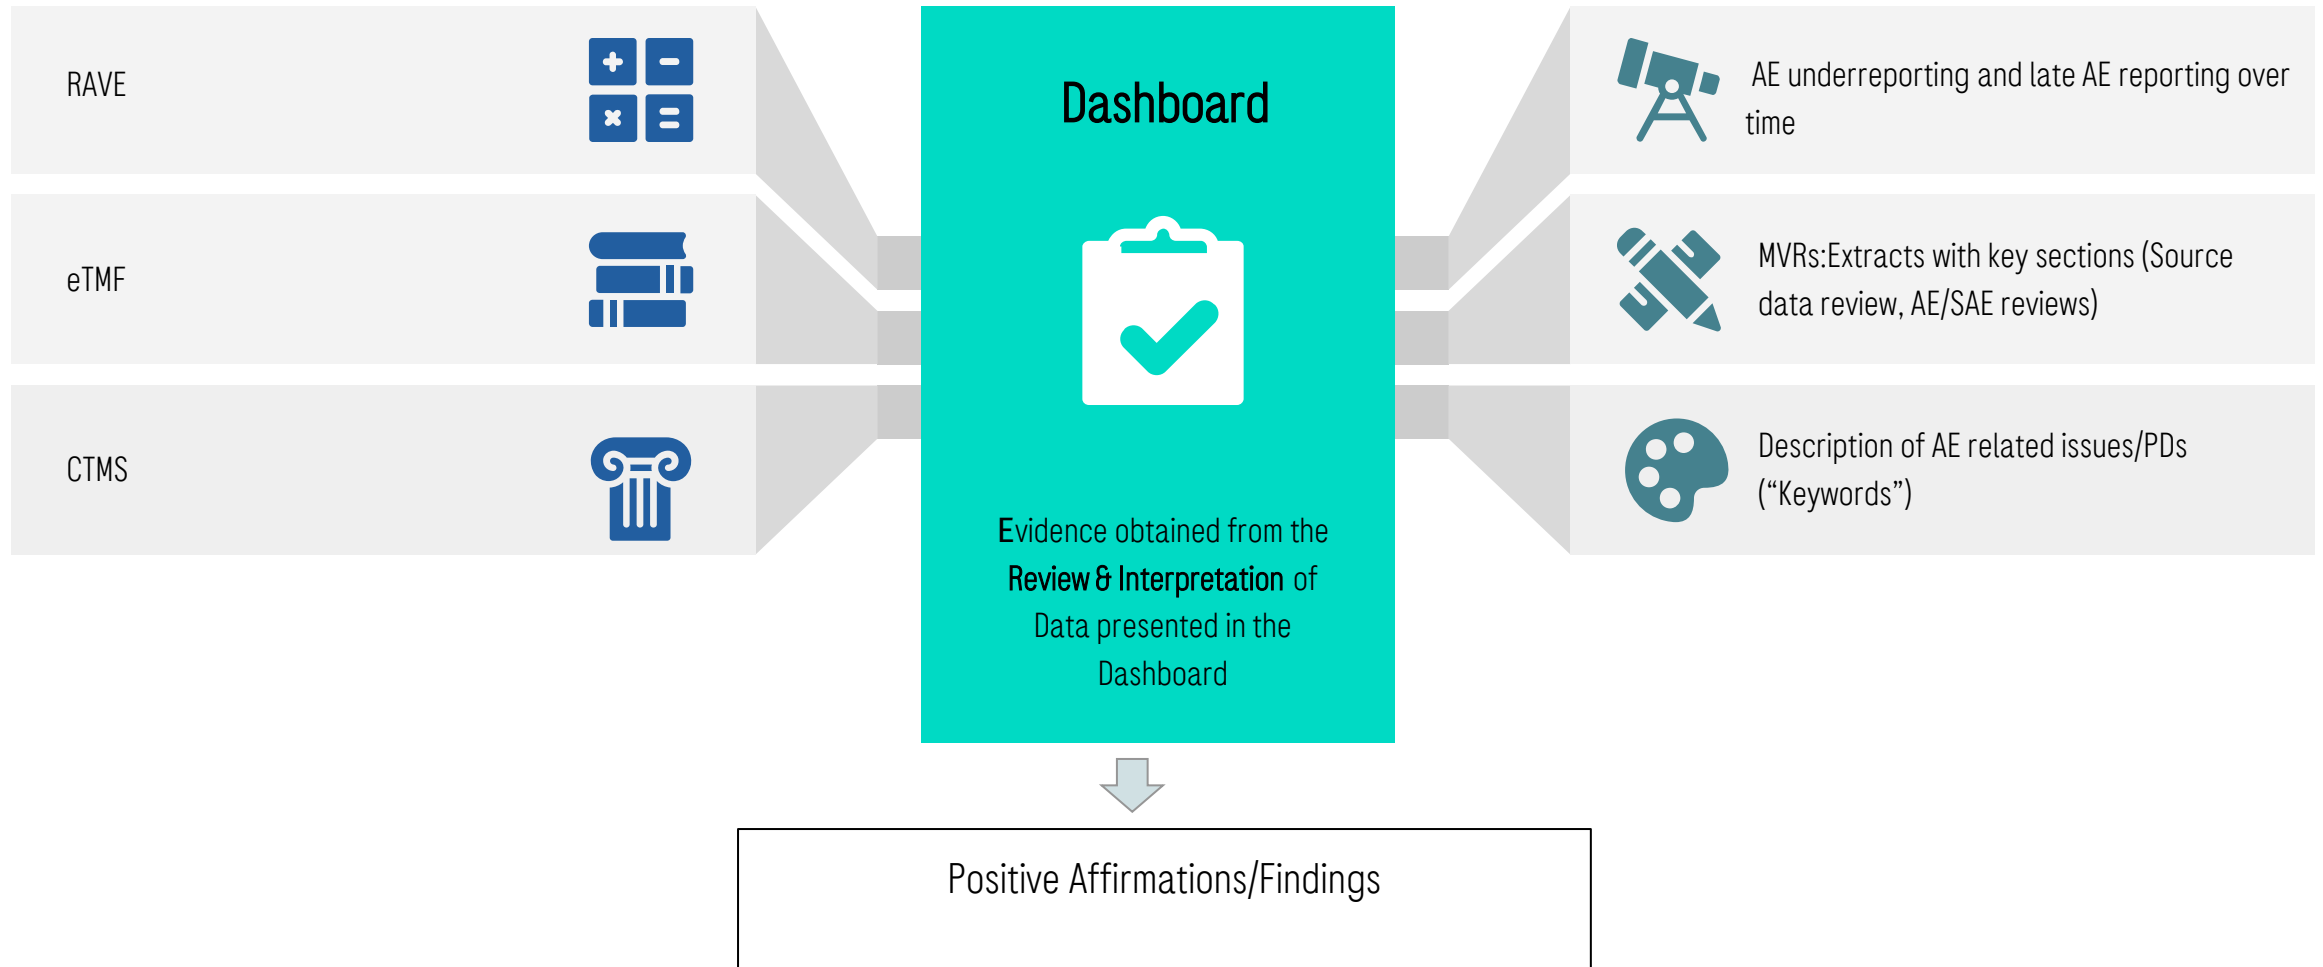 RAVE
eTMF
CTMS
Dashboard
Evidence obtained from the
Review & Interpretation of
Data presented in the
Dashboard
AE underreporting and late AE reporting over
time
MVRs:Extracts with key sections (Source
data review, AE/SAE reviews)
Description of AE related issues/PDs
(“Keywords”)
Positive Affirmations/Findings